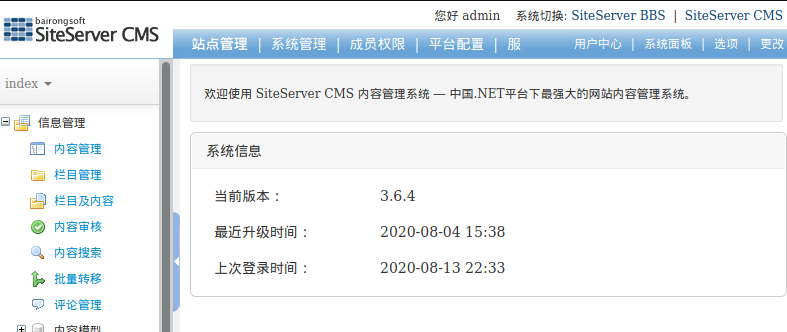 bairongsoft
SiteServer CMS
您好 admin 系统切换: SiteServer BBS | SiteServer CMS
站点管理 | 系统管理 | 成员权限 | 平台配置 | 服
用户中心 | 系统面板 | 选项 | 更改
index
信息管理
内容管理
栏目管理
栏目及内容
内容审核
内容搜索
批量转移
评论管理
内容模型
欢迎使用 SiteServer CMS 内容管理系统 — 中国.NET平台下最强大的网站内容管理系统。
系统信息
当前版本： 3.6.4
最近升级时间： 2020-08-04 15:38
上次登录时间： 2020-08-13 22:33